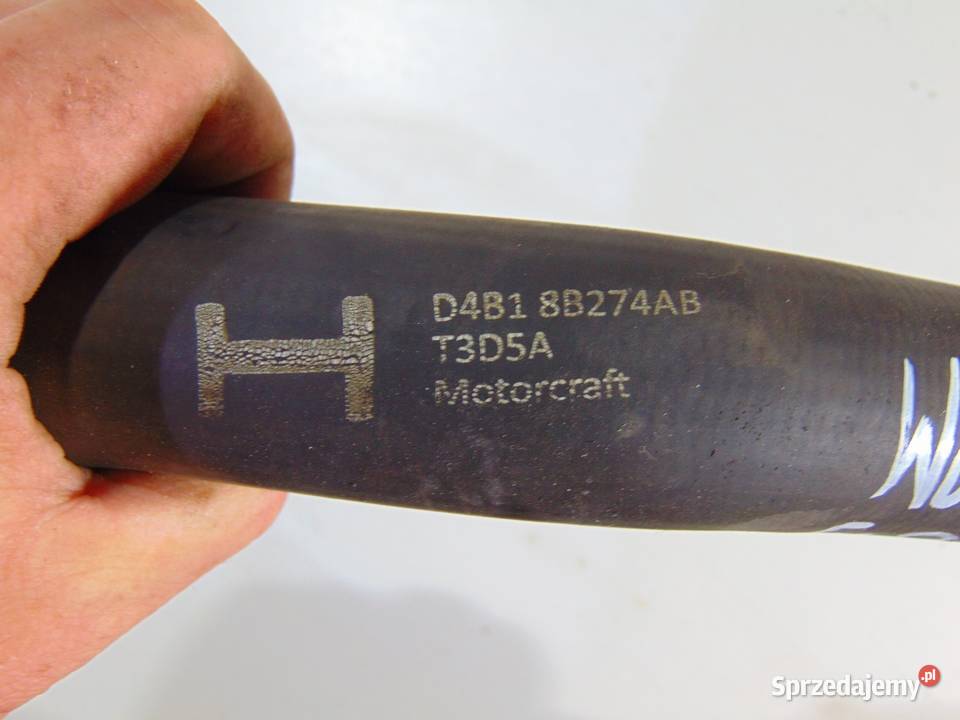 D4B1 8B274AB
T3D5A
Motorcraft
Sprzedajemy.pl